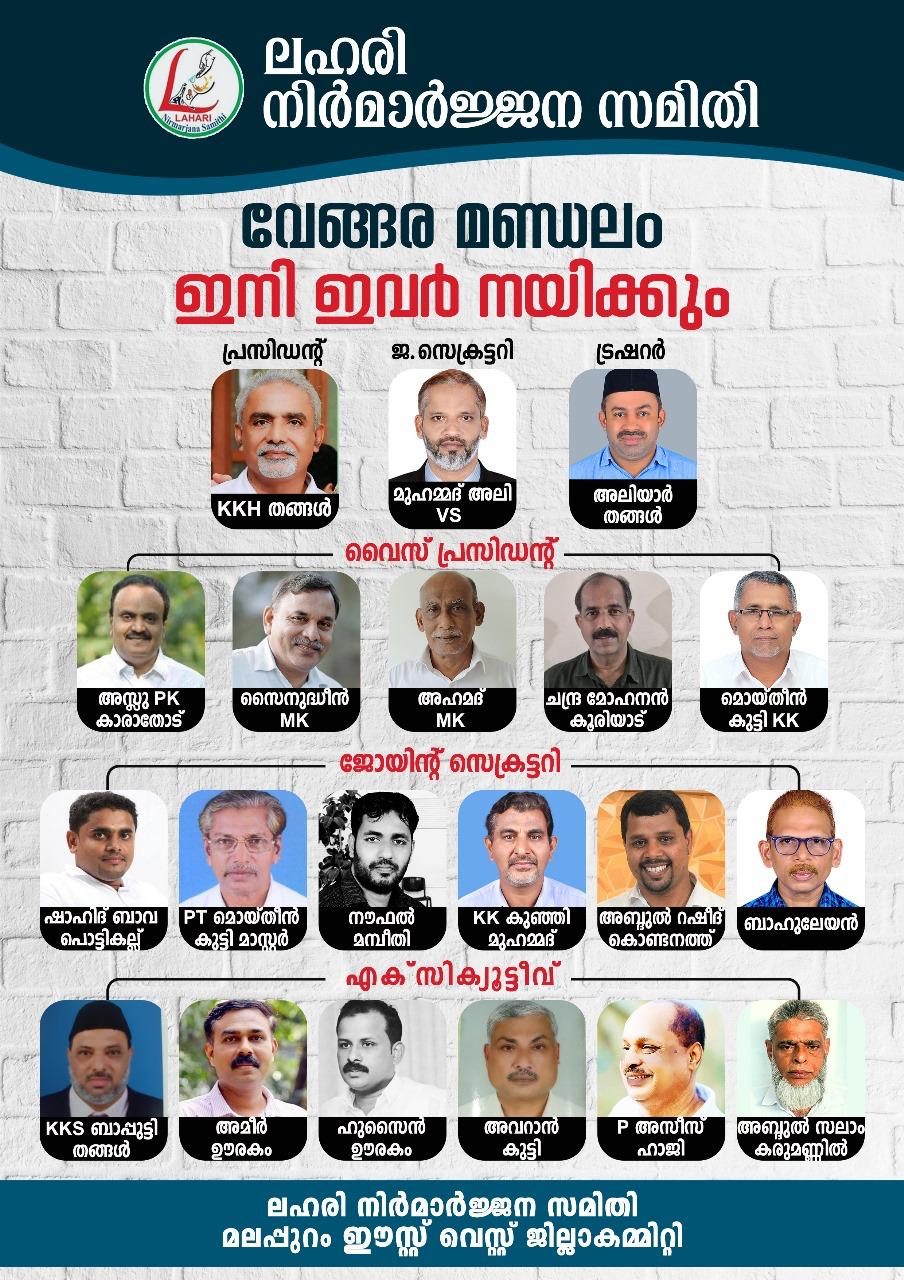 LAHARI
Nirmarjana Samithi
ലഹരി
നിർമാർജ്ജന സമിതി
വേങ്ങര മണ്ഡലം
ഇനി ഇവർ നയിക്കും
പ്രസിഡന്റ് ജ.സെക്രട്ടറി ട്രഷറർ
KKH തങ്ങൾ
മുഹമ്മദ് അലി
VS
അലിയാർ
തങ്ങൾ
വൈസ് പ്രസിഡന്റ്
അസ്സു PK
കാരാതോട്
സൈനുദ്ധീൻ
MK
അഹമദ്
MK
ചന്ദ്ര മോഹനൻ
കൂരിയാട്
മൊയ്തീൻ
കുട്ടി KK
ജോയിന്റ് സെക്രട്ടറി
ഷാഹിദ് ബാവ
പൊട്ടികല്ല്
PT മൊയ്തീൻ
കുട്ടി മാസ്റ്റർ
നൗഫൽ
മമ്പീതി
KK കുഞ്ഞി
മുഹമ്മദ്
അബ്ദുൽ റഷീദ്
കൊണ്ടനത്ത്
ബാഹുലേയൻ
എക്സിക്യൂട്ടീവ്
KKS ബാപ്പുട്ടി
തങ്ങൾ
അമീർ
ഊരകം
ഹുസൈൻ
ഊരകം
അവറാൻ
കുട്ടി
P അസീസ്
ഹാജി
അബ്ദുൽ സലാം
കരുമണ്ണിൽ
ലഹരി നിർമാർജ്ജന സമിതി
മലപ്പുറം ഈസ്റ്റ് വെസ്റ്റ് ജില്ലാകമ്മിറ്റി